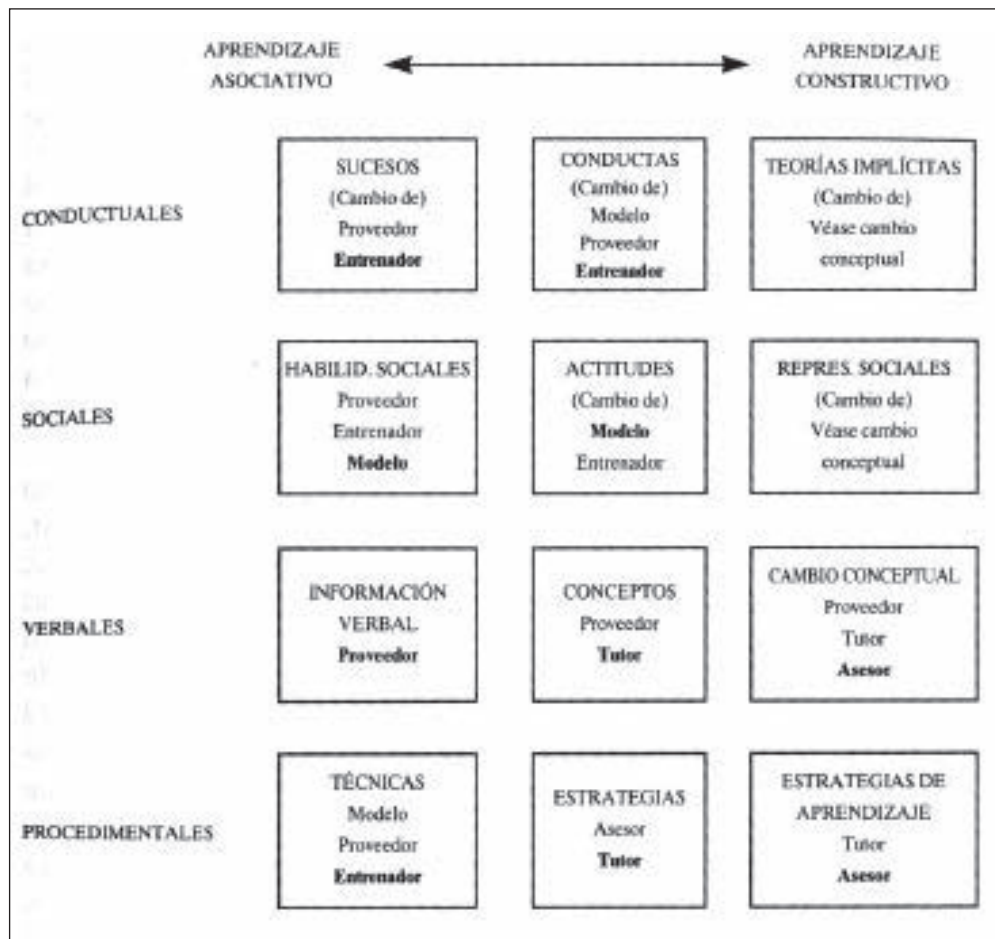 APRENDIZAJE
ASOCIATIVO
APRENDIZAJE
CONSTRUCTIVO
CONDUCTUALES
SUCESOS
(Cambio de)
Proveedor
Entrenador
CONDUCTAS
(Cambio de)
Modelo
Proveedor
Entrenador
TEORÍAS IMPLÍCITAS
(Cambio de)
Véase cambio
conceptual
SOCIALES
HABILID. SOCIALES
Proveedor
Entrenador
Modelo
ACTITUDES
(Cambio de)
Modelo
Entrenador
REPRES. SOCIALES
(Cambio de)
Véase cambio
conceptual
VERBALES
INFORMACIÓN
VERBAL
Proveedor
CONCEPTOS
Proveedor
Tutor
CAMBIO CONCEPTUAL
Proveedor
Tutor
Asesor
PROCEDIMENTALES
TÉCNICAS
Modelo
Proveedor
Entrenador
ESTRATEGIAS
Asesor
Tutor
ESTRATEGIAS DE
APRENDIZAJE
Tutor
Asesor